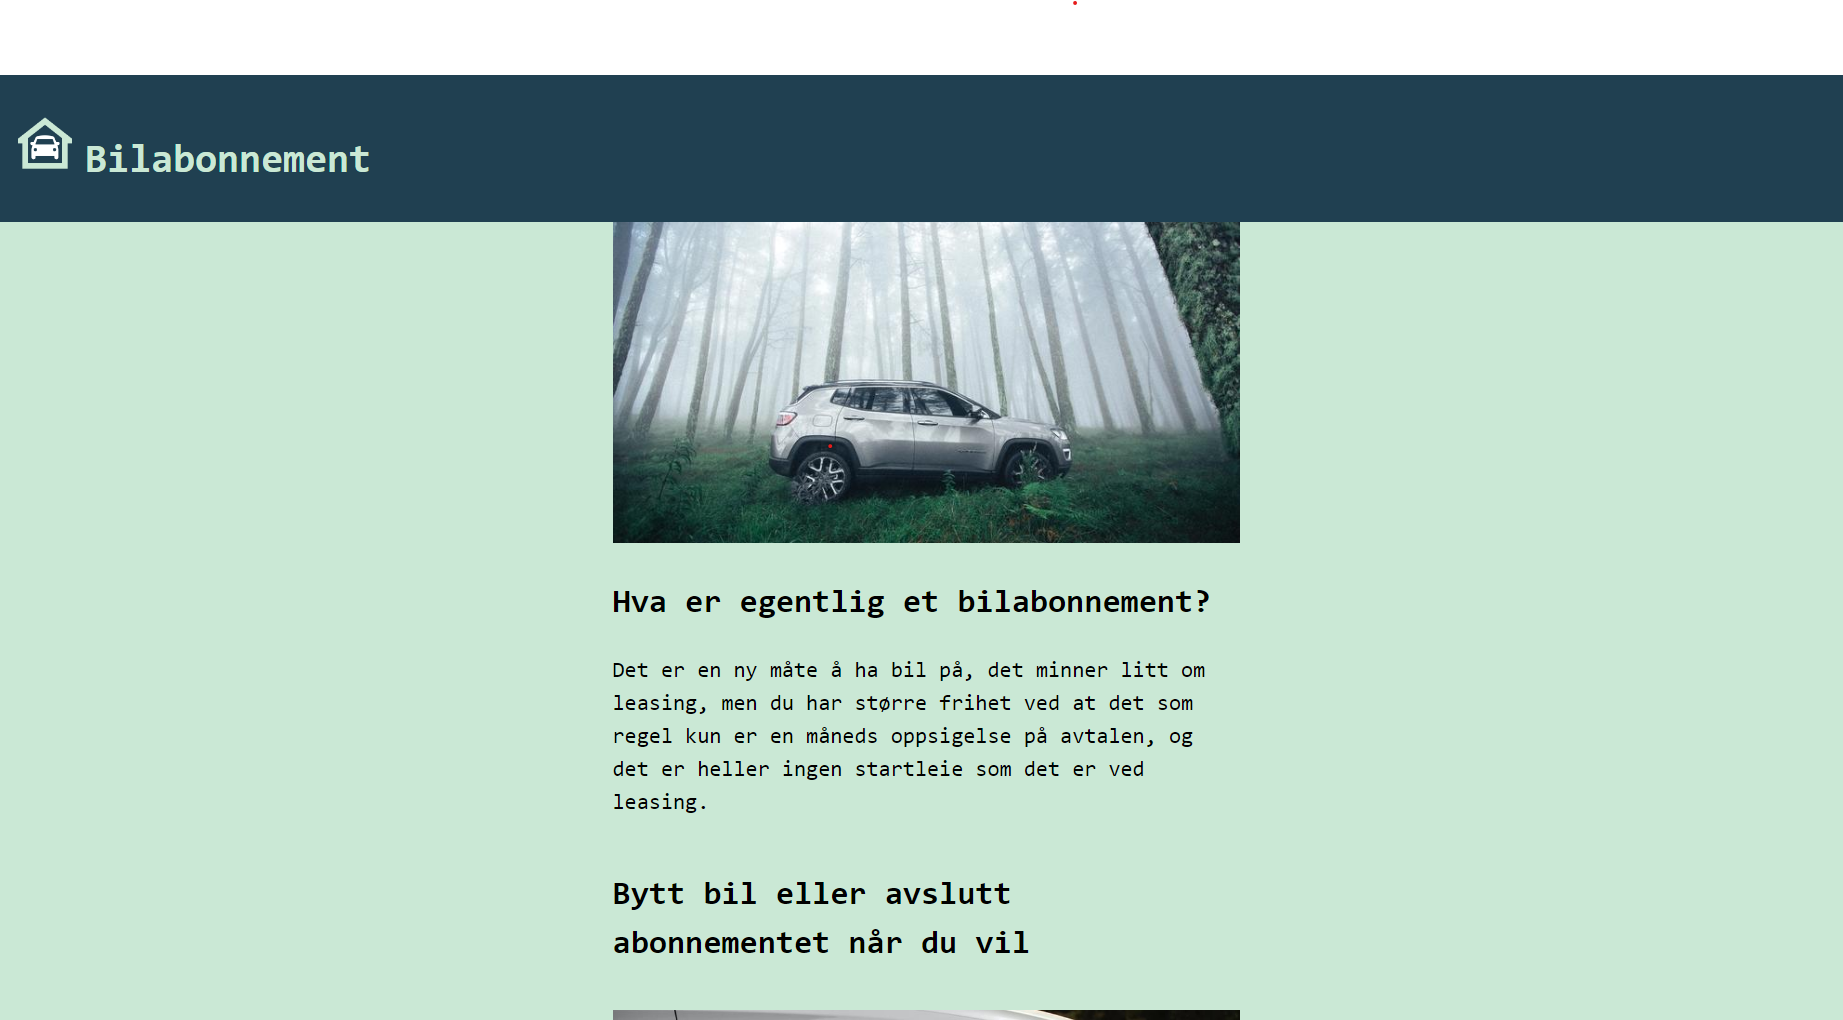 Bilabonnement
Hva er egentlig et bilabonnement?
Det er en ny måte å ha bil på, det minner litt om
leasing, men du har større frihet ved at det som
regel kun er en måneds oppsigelse på avtalen, og
det er heller ingen startleie som det er ved
leasing.
Bytt bil eller avslutt
abonnementet når du vil